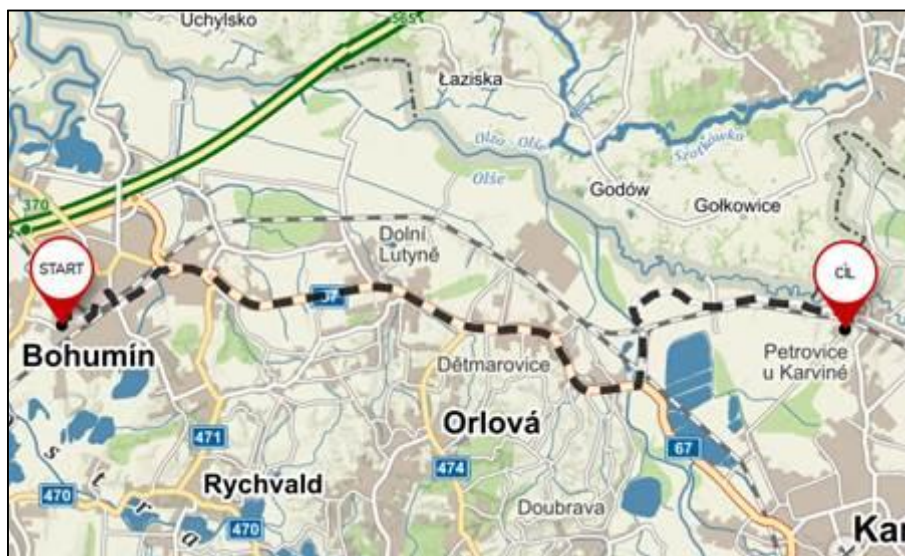 Uchylsko
565
Łaziska
Olza - Olše
Szotkówka
Olše
370
Godów
Gołkowice
START
Dolní
Lutyně
CÍL
Bohumín
Dětmarovice
Petrovice
u Karviné
Orlová
471
67
474
470
Rychvald
470
Doubrava
Kar
s t r a